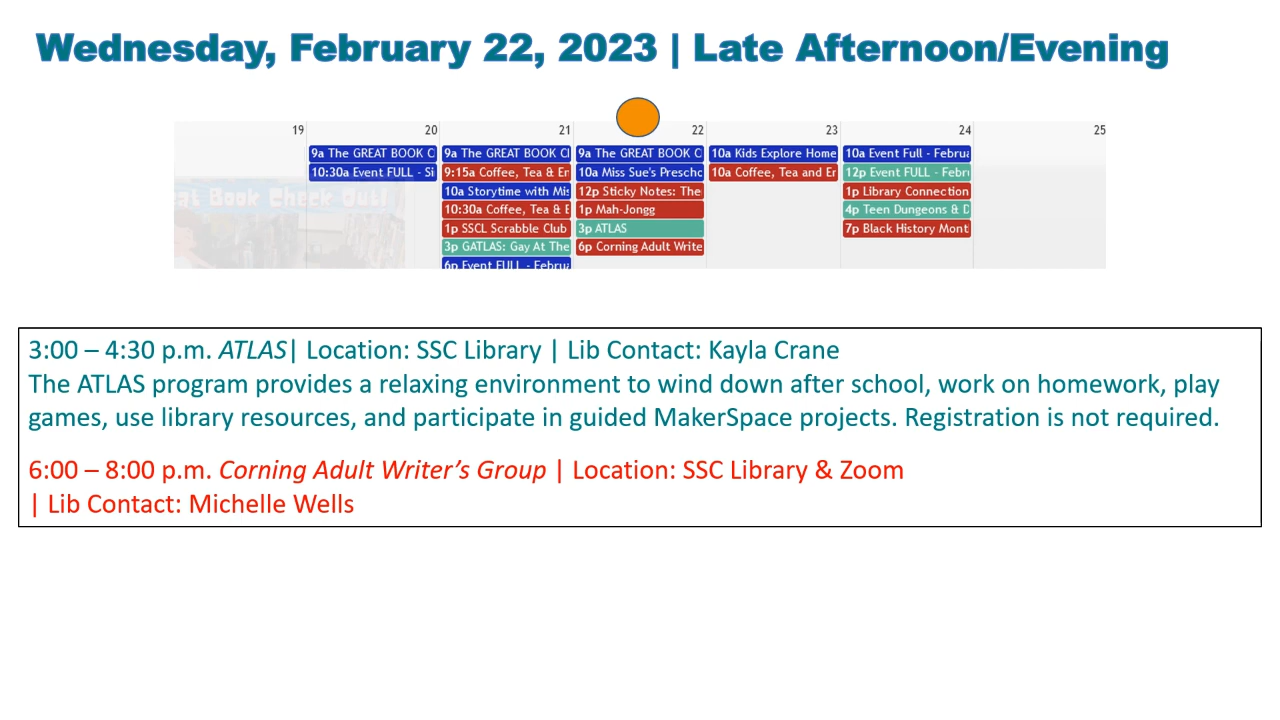 Wednesday, February 22, 2023 | Late Afternoon/Evening
19
20
21
22
23
24
25
9a The GREAT BOOK C
10:30a Event FULL - Si
9a The GREAT BOOK C
9:15a Coffee, Tea & En
10a Storytime with Mis
10:30a Coffee, Tea & E
1p SSCL Scrabble Club
3p GATLAS: Gay At The
6p Event FULL - Februa
9a The GREAT BOOK C
10a Miss Sue's Prescho
12p Sticky Notes: The
1p Mah-Jongg
3p ATLAS
6p Corning Adult Write
10a Kids Explore Home
10a Coffee, Tea and Er
10a Event Full - Februa
12p Event FULL - Febru
1p Library Connection
4p Teen Dungeons & D
7p Black History Mont
at Book Check Out!
3:00 – 4:30 p.m. ATLAS| Location: SSC Library | Lib Contact: Kayla Crane
The ATLAS program provides a relaxing environment to wind down after school, work on homework, play
games, use library resources, and participate in guided MakerSpace projects. Registration is not required.
6:00 – 8:00 p.m. Corning Adult Writer’s Group | Location: SSC Library & Zoom
| Lib Contact: Michelle Wells